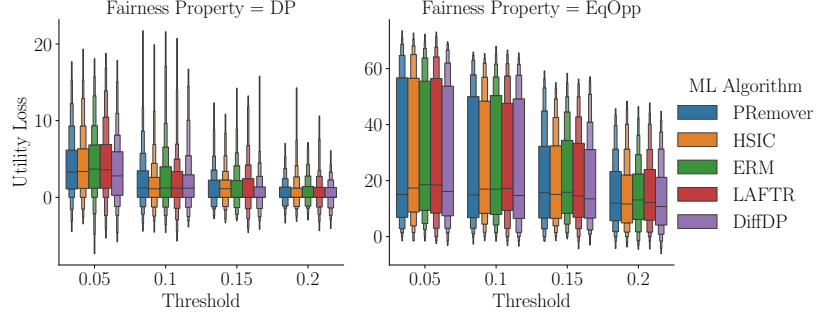 Fairness Property = DP
Fairness Property = EqOpp
Utility Loss
20
10
0
0.05 0.1 0.15 0.2
Threshold
60
40
20
0
0.05 0.1 0.15 0.2
Threshold
ML Algorithm
PRemover
HSIC
ERM
LAFTR
DiffDP